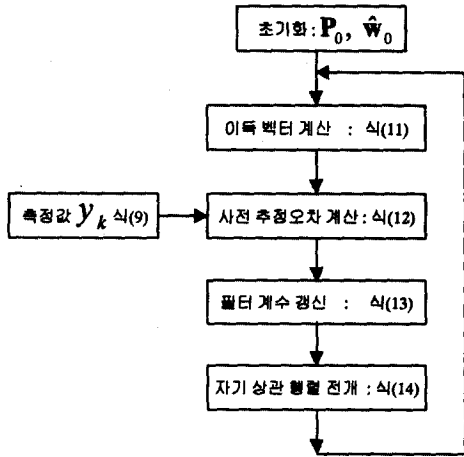 초기화 : P₀, ŵ₀
이득 벡터 계산 : 식(11)
측정값 yₖ 식(9)
사전 추정오차 계산 : 식(12)
필터 계수 갱신 : 식(13)
자기 상관 행렬 전개 : 식(14)